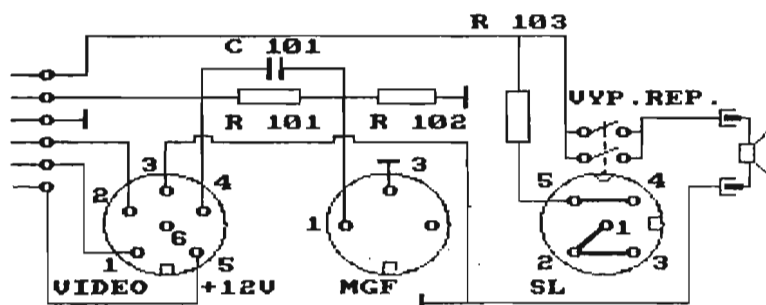 R 103
C 101
VYP.REP.
R 101
R 102
3
3
2
4
5
4
6
1
1
1
5
2
3
VIDEO
+12V
MGF
SL